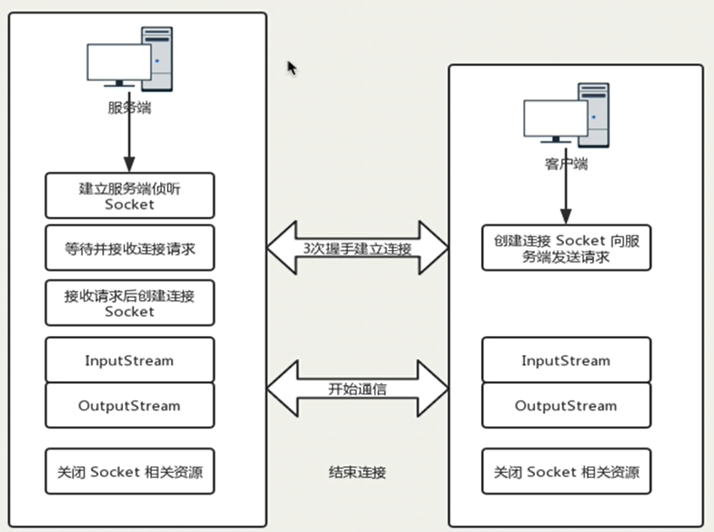 服务端
建立服务端侦听
Socket
等待并接收连接请求
接收请求后创建连接
Socket
InputStream
OutputStream
关闭 Socket 相关资源
3次握手建立连接
开始通信
结束连接
客户端
创建连接 Socket 向服
务端发送请求
InputStream
OutputStream
关闭 Socket 相关资源